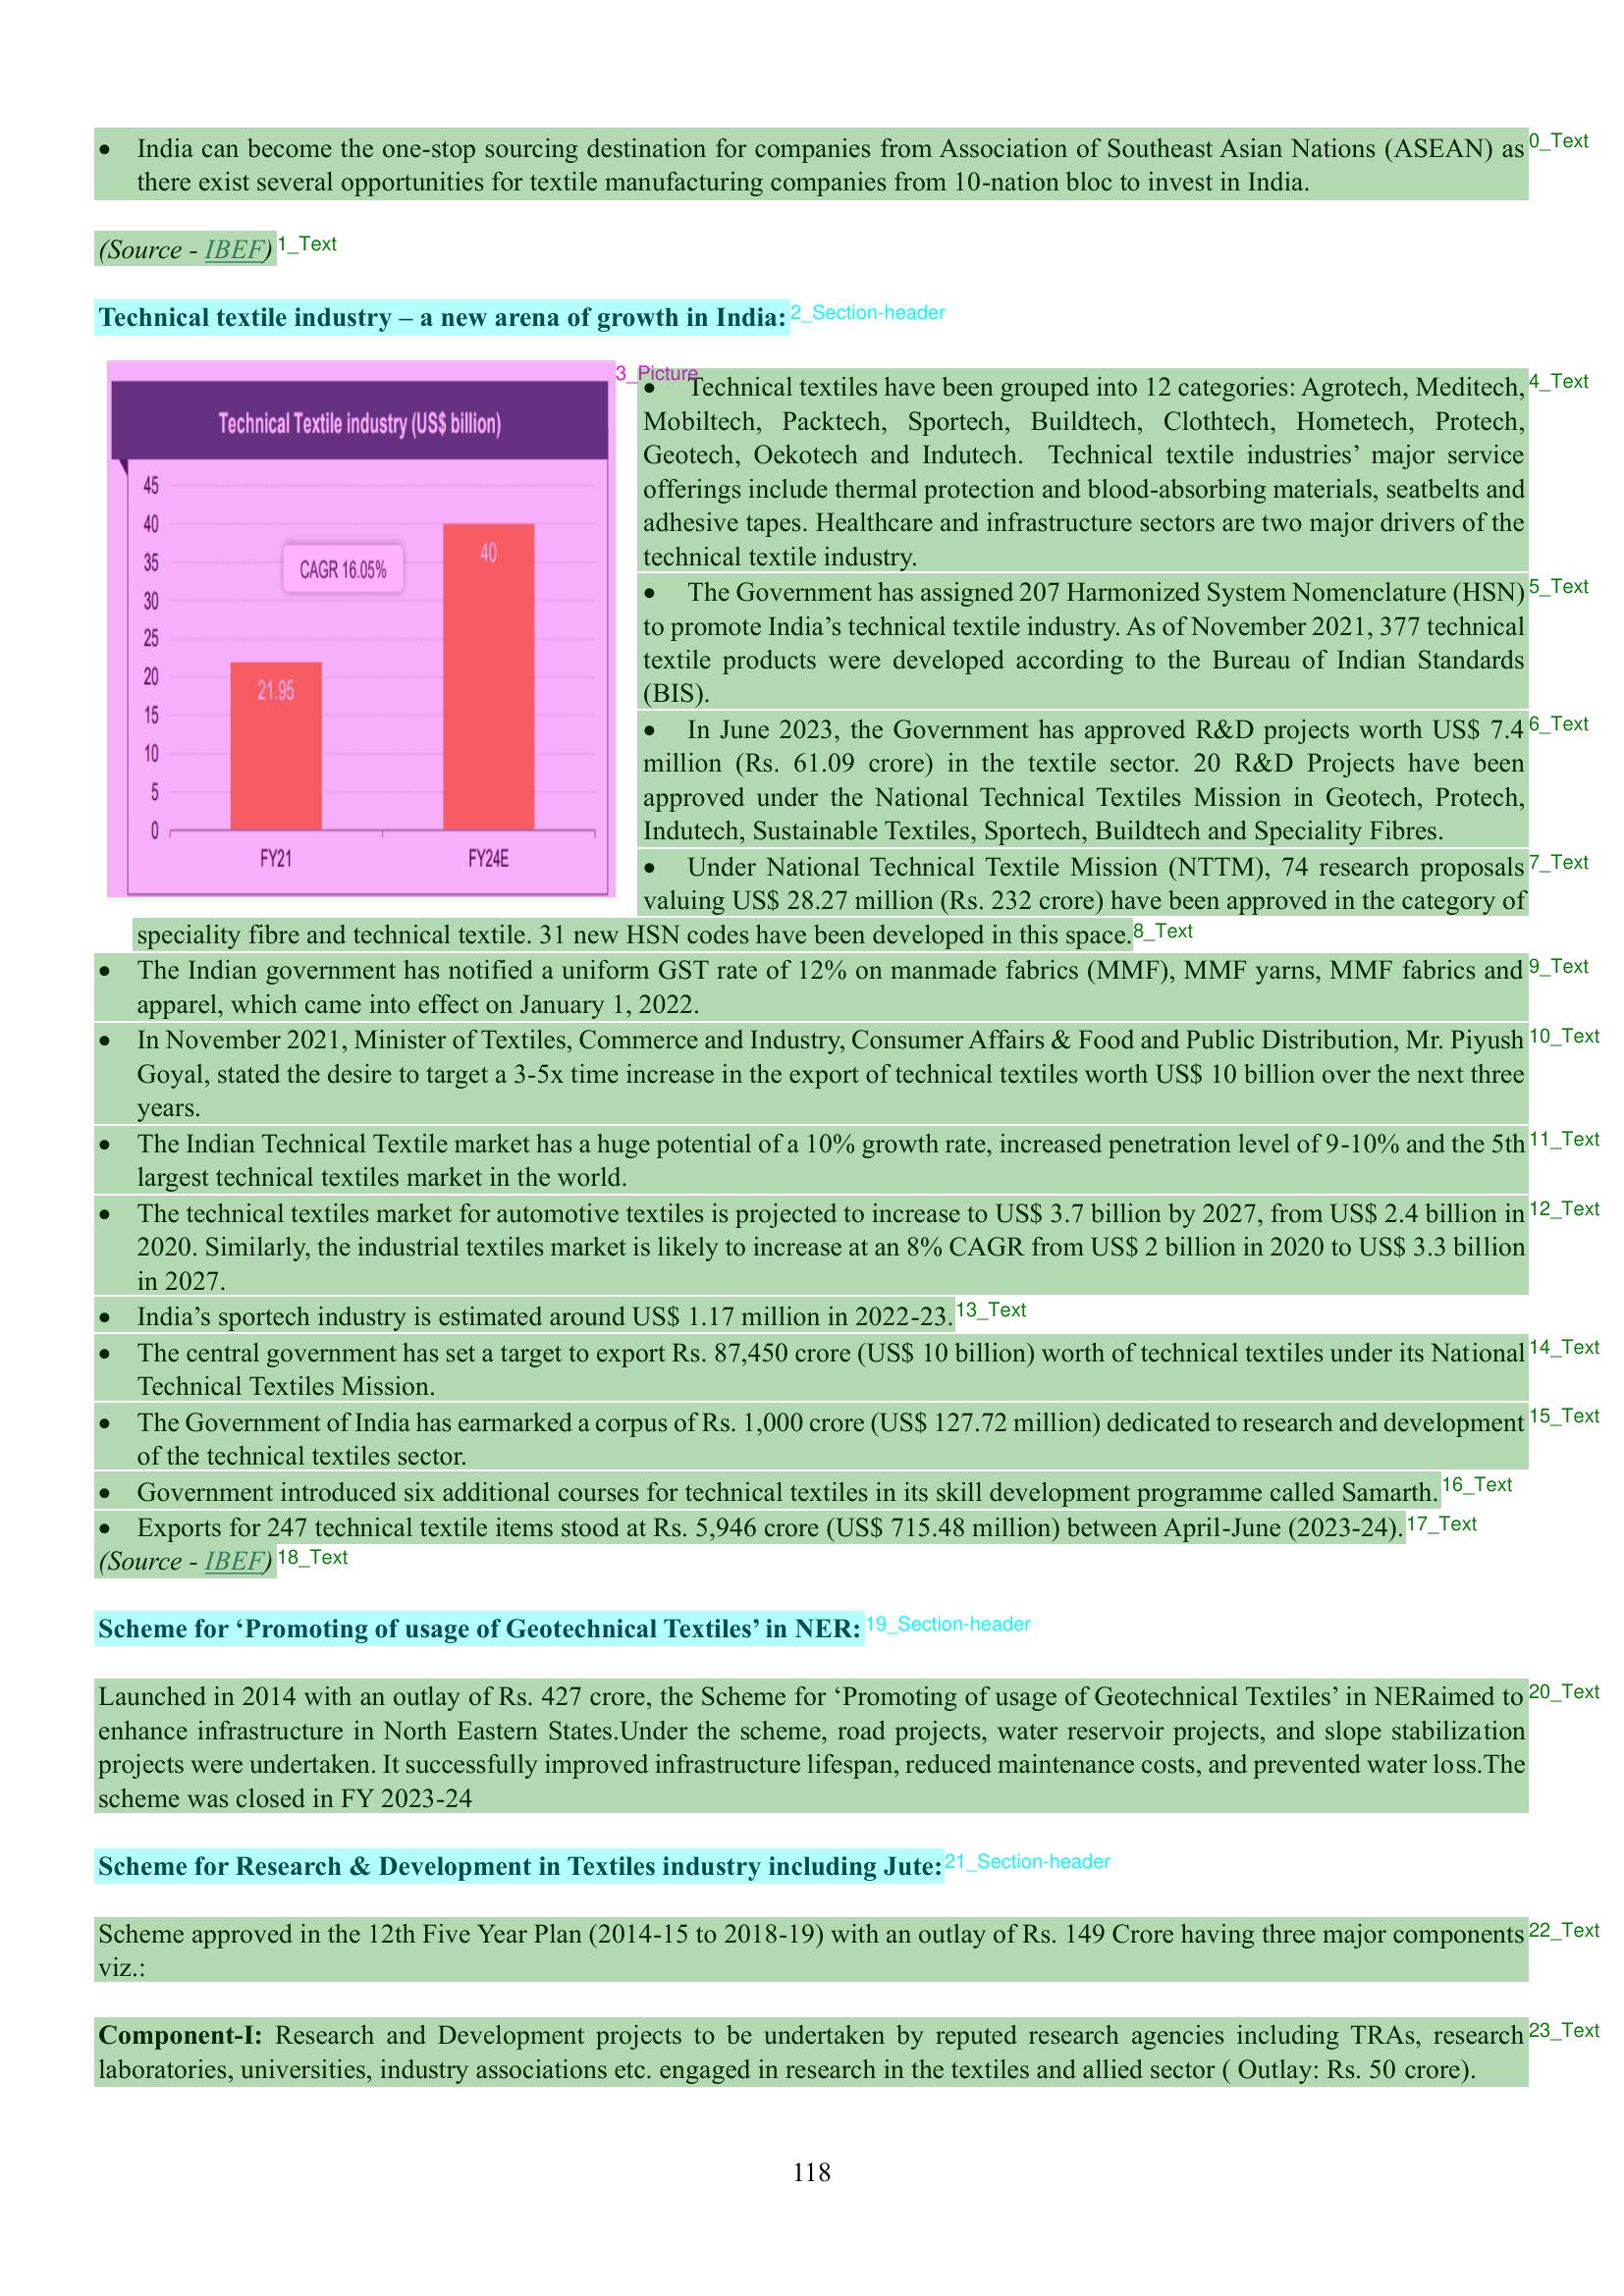 • India can become the one-stop sourcing destination for companies from Association of Southeast Asian Nations (ASEAN) as 0_Text
there exist several opportunities for textile manufacturing companies from 10-nation bloc to invest in India.
(Source - IBEF) 1_Text
Technical textile industry – a new arena of growth in India: 2_Section-header
3_Picture
Technical Textile industry (US$ billion)
45
40
35
30
25
20
15
10
5
0
CAGR 16.05%
21.95
40
FY21 FY24E
• Technical textiles have been grouped into 12 categories: Agrotech, Meditech, 4_Text
Mobiltech, Packtech, Sportech, Buildtech, Clothtech, Hometech, Protech,
Geotech, Oekotech and Indutech. Technical textile industries’ major service
offerings include thermal protection and blood-absorbing materials, seatbelts and
adhesive tapes. Healthcare and infrastructure sectors are two major drivers of the
technical textile industry.
• The Government has assigned 207 Harmonized System Nomenclature (HSN) 5_Text
to promote India’s technical textile industry. As of November 2021, 377 technical
textile products were developed according to the Bureau of Indian Standards
(BIS).
• In June 2023, the Government has approved R&D projects worth US$ 7.4 6_Text
million (Rs. 61.09 crore) in the textile sector. 20 R&D Projects have been
approved under the National Technical Textiles Mission in Geotech, Protech,
Indutech, Sustainable Textiles, Sportech, Buildtech and Speciality Fibres.
• Under National Technical Textile Mission (NTTM), 74 research proposals 7_Text
valuing US$ 28.27 million (Rs. 232 crore) have been approved in the category of
speciality fibre and technical textile. 31 new HSN codes have been developed in this space. 8_Text
• The Indian government has notified a uniform GST rate of 12% on manmade fabrics (MMF), MMF yarns, MMF fabrics and 9_Text
apparel, which came into effect on January 1, 2022.
• In November 2021, Minister of Textiles, Commerce and Industry, Consumer Affairs & Food and Public Distribution, Mr. Piyush 10_Text
Goyal, stated the desire to target a 3-5x time increase in the export of technical textiles worth US$ 10 billion over the next three
years.
• The Indian Technical Textile market has a huge potential of a 10% growth rate, increased penetration level of 9-10% and the 5th 11_Text
largest technical textiles market in the world.
• The technical textiles market for automotive textiles is projected to increase to US$ 3.7 billion by 2027, from US$ 2.4 billion in 12_Text
2020. Similarly, the industrial textiles market is likely to increase at an 8% CAGR from US$ 2 billion in 2020 to US$ 3.3 billion
in 2027.
• India’s sportech industry is estimated around US$ 1.17 million in 2022-23. 13_Text
• The central government has set a target to export Rs. 87,450 crore (US$ 10 billion) worth of technical textiles under its National 14_Text
Technical Textiles Mission.
• The Government of India has earmarked a corpus of Rs. 1,000 crore (US$ 127.72 million) dedicated to research and development 15_Text
of the technical textiles sector.
• Government introduced six additional courses for technical textiles in its skill development programme called Samarth. 16_Text
• Exports for 247 technical textile items stood at Rs. 5,946 crore (US$ 715.48 million) between April-June (2023-24). 17_Text
(Source - IBEF) 18_Text
Scheme for ‘Promoting of usage of Geotechnical Textiles’ in NER: 19_Section-header
Launched in 2014 with an outlay of Rs. 427 crore, the Scheme for ‘Promoting of usage of Geotechnical Textiles’ in NERaimed to 20_Text
enhance infrastructure in North Eastern States.Under the scheme, road projects, water reservoir projects, and slope stabilization
projects were undertaken. It successfully improved infrastructure lifespan, reduced maintenance costs, and prevented water loss.The
scheme was closed in FY 2023-24
Scheme for Research & Development in Textiles industry including Jute: 21_Section-header
Scheme approved in the 12th Five Year Plan (2014-15 to 2018-19) with an outlay of Rs. 149 Crore having three major components 22_Text
viz.:
Component-I: Research and Development projects to be undertaken by reputed research agencies including TRAs, research 23_Text
laboratories, universities, industry associations etc. engaged in research in the textiles and allied sector ( Outlay: Rs. 50 crore).
118